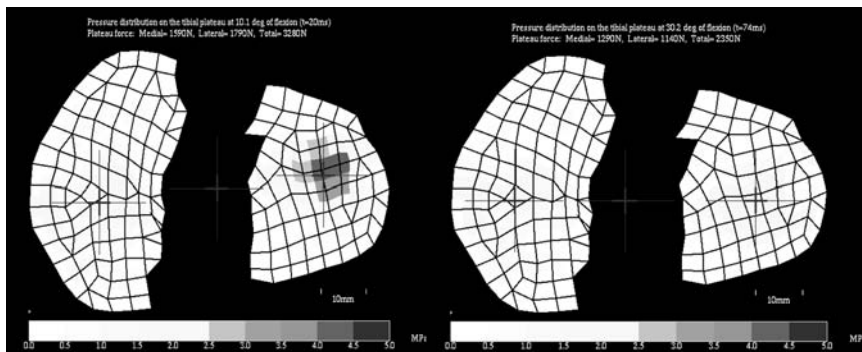 Pressure distribution on the tibial plateau at 10.1 deg of flexion (t=20ms)
Plateau force: Medial= 1590N, Lateral= 1790N, Total= 3280N
10mm
MPa
0.0 0.5 1.0 1.5 2.0 2.5 3.0 3.5 4.0 4.5 5.0
Pressure distribution on the tibial plateau at 30.2 deg of flexion (t=74ms)
Plateau force: Medial= 1290N, Lateral= 1140N, Total= 2350N
10mm
MP
0.0 0.5 1.0 1.5 2.0 2.5 3.0 3.5 4.0 4.5 5.0